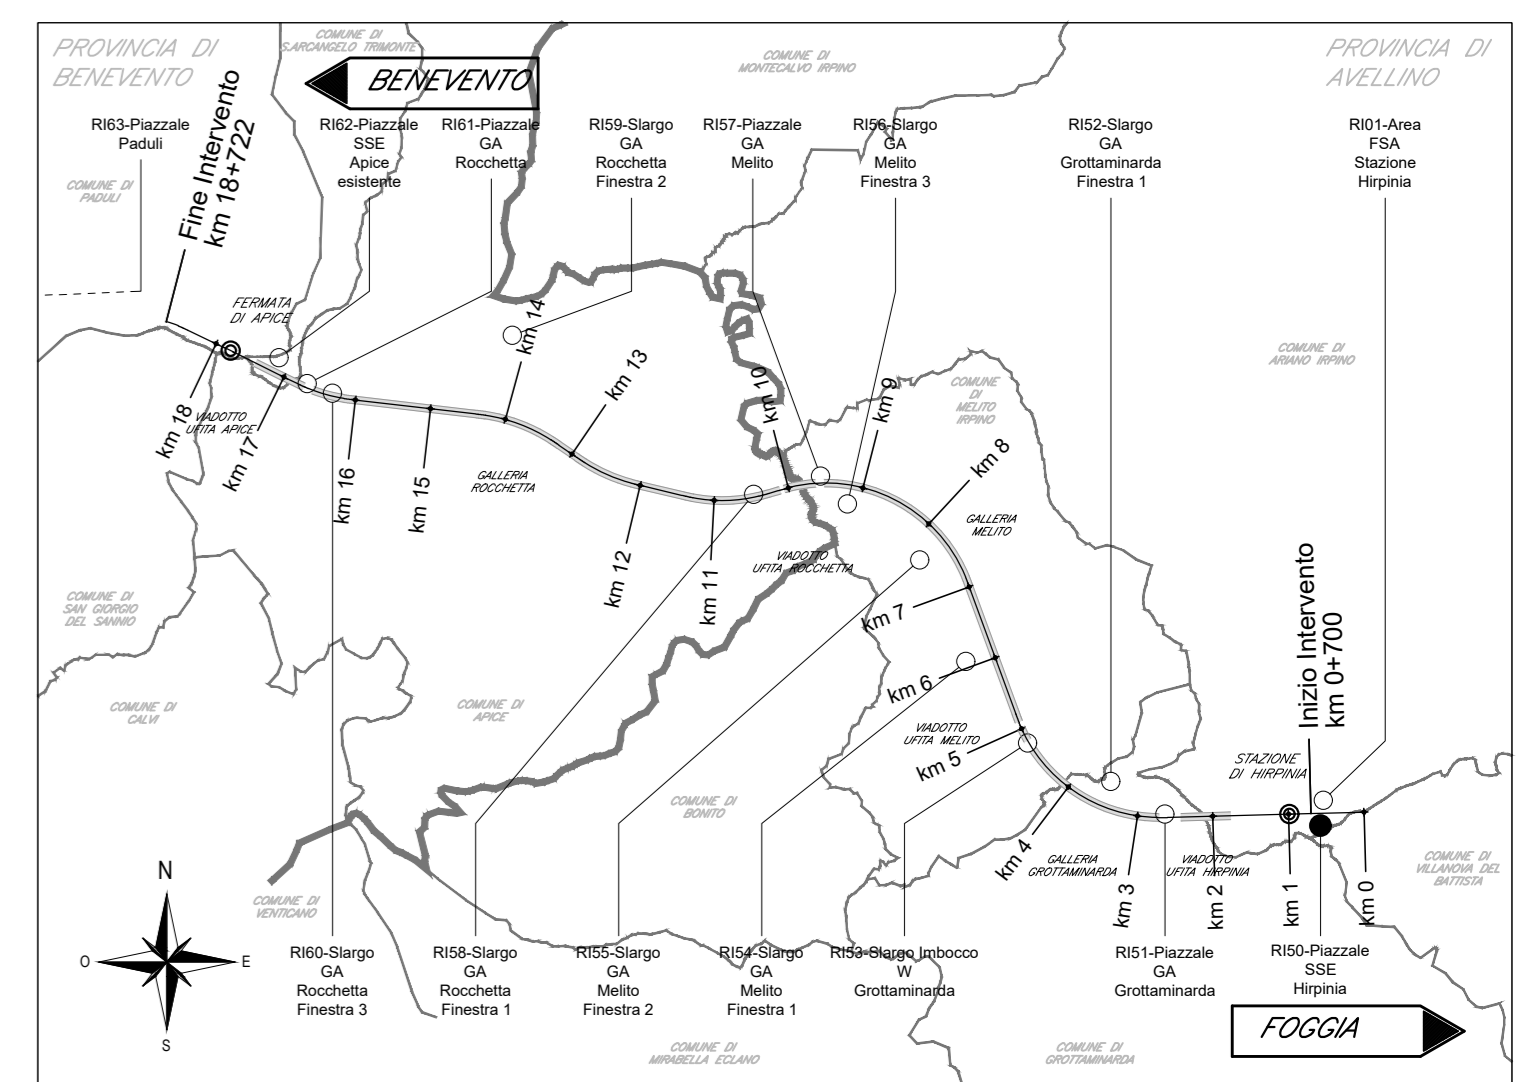 PROVINCIA DI
BENEVENTO
COMUNE DI
S.ARCANGELO TRIMONTE
BENEVENTO
COMUNE DI
MONTECALVO IRPINO
PROVINCIA DI
AVELLINO
RI63-Piazzale
Paduli
RI62-Piazzale
SSE
Apice
esistente
RI61-Piazzale
GA
Rocchetta
RI59-Slargo
GA
Rocchetta
Finestra 2
RI57-Piazzale
GA
Melito
RI56-Slargo
GA
Melito
Finestra 3
RI52-Slargo
GA
Grottaminarda
Finestra 1
RI01-Area
FSA
Stazione
Hirpinia
COMUNE DI
PADULI
Fine Intervento
km 18+722
FERMATA
DI APICE
COMUNE DI
ARIANO IRPINO
COMUNE
DI
MELITO
IRPINO
km 18
VIADOTTO
UFITA APICE
km 17
km 16
km 15
km 14
km 13
km 12
km 11
km 10
km 9
km 8
km 7
km 6
km 5
km 4
km 3
km 2
km 1
km 0
GALLERIA
ROCCHETTA
GALLERIA
MELITO
VIADOTTO
UFITA ROCCHETTA
COMUNE DI
SAN GIORGIO
DEL SANNIO
COMUNE DI
CALVI
COMUNE DI
APICE
VIADOTTO
UFITA MELITO
Inizio Intervento
km 0+700
STAZIONE
DI HIRPINIA
COMUNE DI
BONITO
GALLERIA
GROTTAMINARDA
VIADOTTO
UFITA HIRPINIA
COMUNE DI
VILLANOVA DEL
BATTISTA
COMUNE DI
VENTICANO
N
O
E
S
RI60-Slargo
GA
Rocchetta
Finestra 3
RI58-Slargo
GA
Rocchetta
Finestra 1
RI55-Slargo
GA
Melito
Finestra 2
RI54-Slargo
GA
Melito
Finestra 1
RI53-Slargo Imbocco
W
Grottaminarda
RI51-Piazzale
GA
Grottaminarda
RI50-Piazzale
SSE
Hirpinia
FOGGIA
COMUNE DI
MIRABELLA ECLANO
COMUNE DI
GROTTAMINARDA